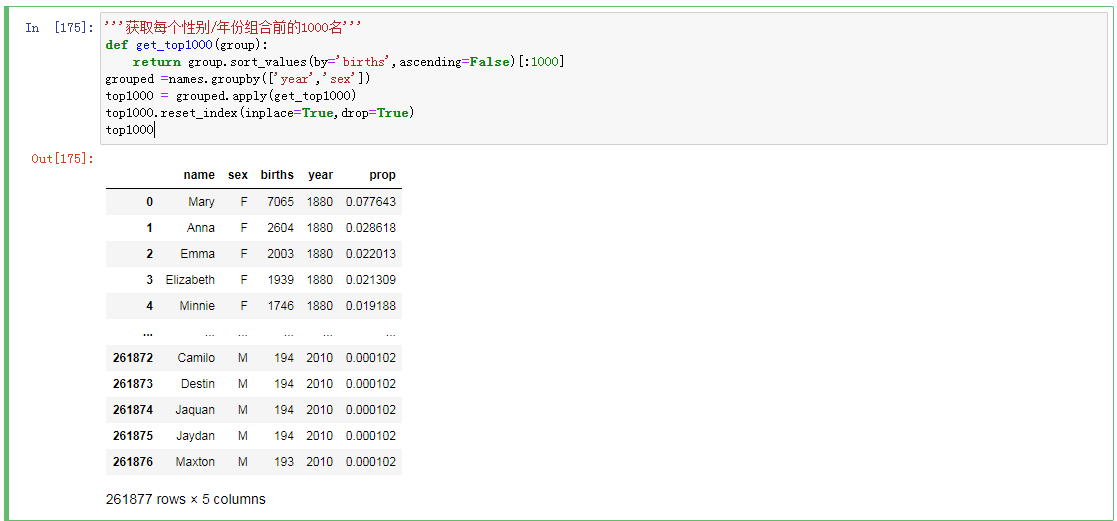 In [175]:
'''获取每个性别/年份组合前的1000名'''
def get_top1000(group):
    return group.sort_values(by='births',ascending=False)[:1000]
grouped =names.groupby(['year','sex'])
top1000 = grouped.apply(get_top1000)
top1000.reset_index(inplace=True,drop=True)
top1000
Out[175]:
name sex births year prop
0 Mary F 7065 1880 0.077643
1 Anna F 2604 1880 0.028618
2 Emma F 2003 1880 0.022013
3 Elizabeth F 1939 1880 0.021309
4 Minnie F 1746 1880 0.019188
... ... ... ... ... ...
261872 Camilo M 194 2010 0.000102
261873 Destin M 194 2010 0.000102
261874 Jaquan M 194 2010 0.000102
261875 Jaydan M 194 2010 0.000102
261876 Maxton M 193 2010 0.000102
261877 rows × 5 columns